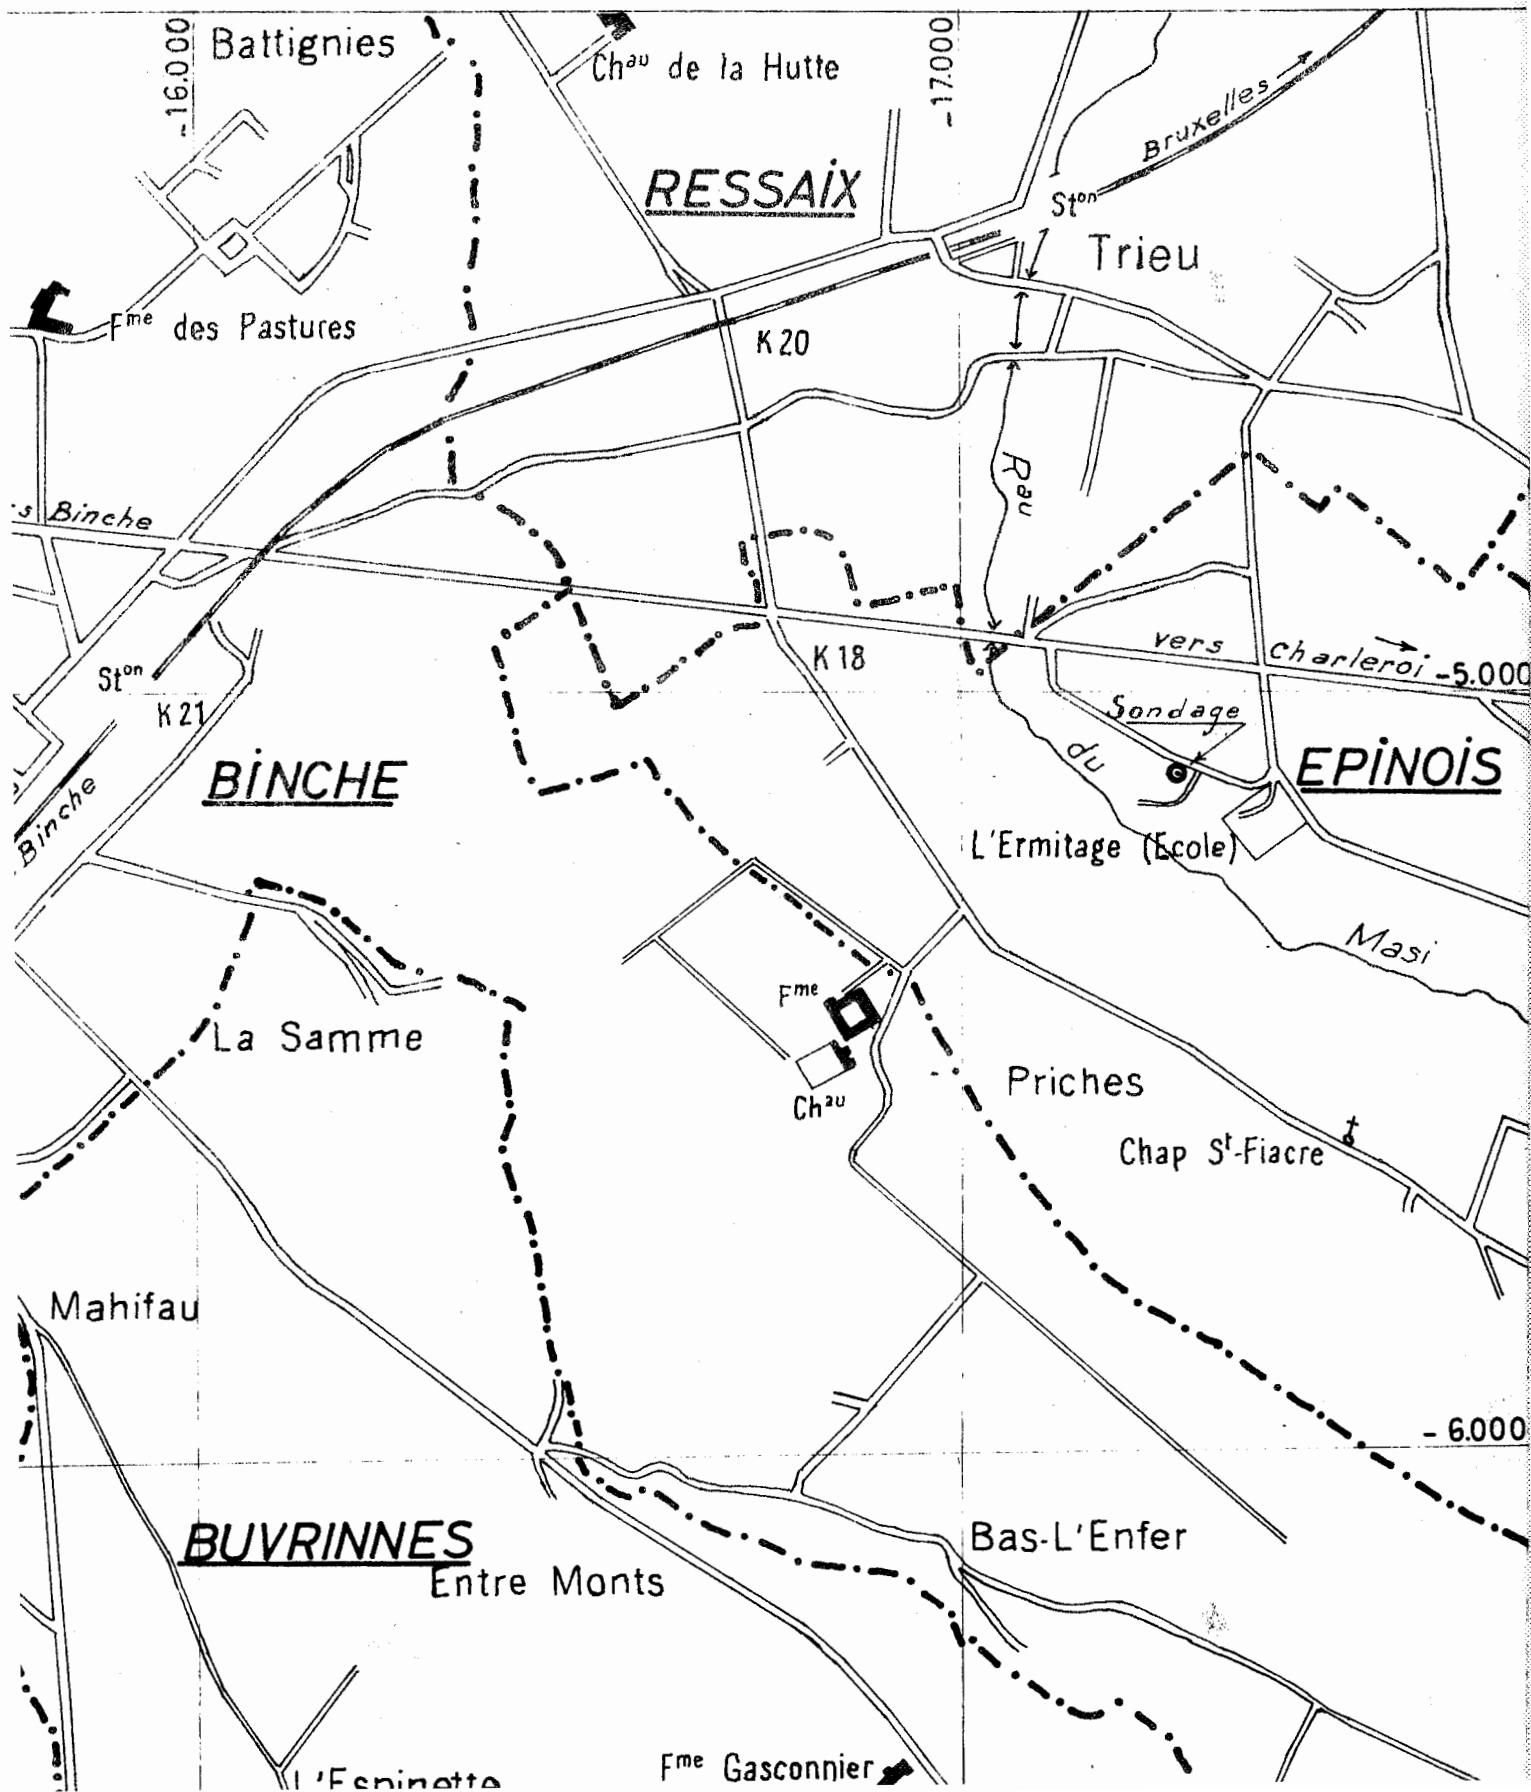 -16.000
Battignies
Chau de la Hutte
-17.000
Bruxelles
RESSAIX
Ston
Trieu
Fme des Pastures
K 20
Rau
Binche
vers Charleroi
-5.000
K 18
Ston
K 21
Sondage
du
BINCHE
EPINOIS
Binche
L'Ermitage (Ecole)
Masi
Fme
La Samme
Priches
Chau
Chap St-Fiacre
Mahifau
- 6.000
BUVRINNES
Bas-L'Enfer
Entre Monts
Fme Gasconnier
L'Espinette